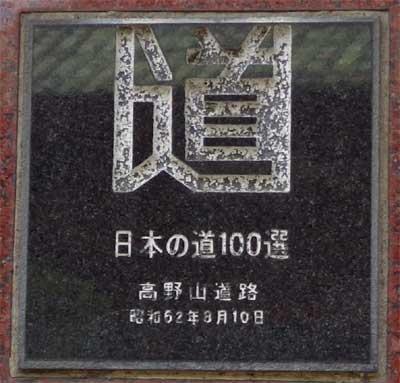 道
日本の道100選
高野山道路
昭和62年8月10日